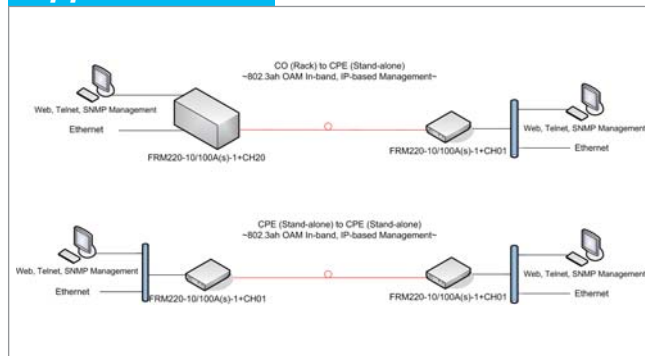 CO (Rack) to CPE (Stand-alone)
~802.3ah OAM In-band, IP-based Management~
Web, Telnet, SNMP Management
Ethernet
FRM220-10/100A(s)-1+CH20
FRM220-10/100A(s)-1+CH01
Web, Telnet, SNMP Management
Ethernet
CPE (Stand-alone) to CPE (Stand-alone)
~802.3ah OAM In-band, IP-based Management~
Web, Telnet, SNMP Management
Ethernet
FRM220-10/100A(s)-1+CH01
FRM220-10/100A(s)-1+CH01
Web, Telnet, SNMP Management
Ethernet